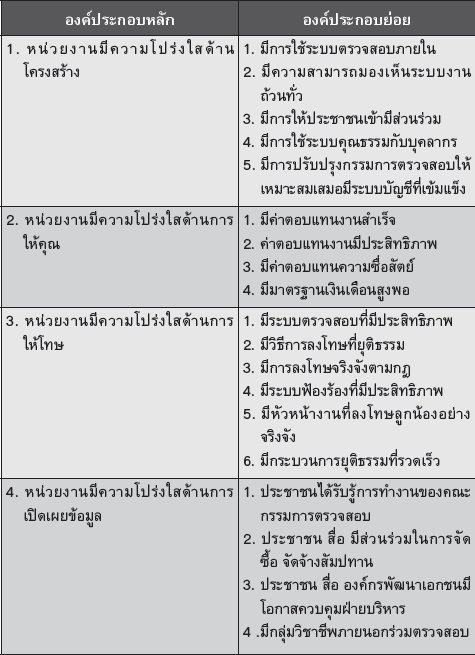 องค์ประกอบหลัก
องค์ประกอบย่อย
1. หน่วยงานมีความโปร่งใสด้าน
โครงสร้าง
1. มีการใช้ระบบตรวจสอบภายใน
2. มีความสามารถมองเห็นระบบงาน
ถ้วนทั่ว
3. มีการให้ประชาชนเข้ามีส่วนร่วม
4. มีการใช้ระบบคุณธรรมกับบุคลากร
5. มีการปรับปรุงกรรมการตรวจสอบให้
เหมาะสมเสมอมีระบบบัญชีที่เข้มแข็ง
2. หน่วยงานมีความโปร่งใสด้านการ
ให้คุณ
1. มีค่าตอบแทนงานสำเร็จ
2. ค่าตอบแทนงานมีประสิทธิภาพ
3. มีค่าตอบแทนความซื่อสัตย์
4. มีมาตรฐานเงินเดือนสูงพอ
3. หน่วยงานมีความโปร่งใสด้านการ
ให้โทษ
1. มีระบบตรวจสอบที่มีประสิทธิภาพ
2. มีวิธีการลงโทษที่ยุติธรรม
3. มีการลงโทษจริงจังตามกฎ
4. มีระบบฟ้องร้องที่มีประสิทธิภาพ
5. มีหัวหน้างานที่ลงโทษลูกน้องอย่าง
จริงจัง
6. มีกระบวนการยุติธรรมที่รวดเร็ว
4. หน่วยงานมีความโปร่งใสด้านการ
เปิดเผยข้อมูล
1. ประชาชนได้รับรู้การทำงานของคณะ
กรรมการตรวจสอบ
2. ประชาชน สื่อ มีส่วนร่วมในการจัด
ซื้อ จัดจ้างสัมปทาน
3. ประชาชน สื่อ องค์กรพัฒนาเอกชนมี
โอกาสควบคุมฝ่ายบริหาร
4 .มีกลุ่มวิชาชีพภายนอกร่วมตรวจสอบ